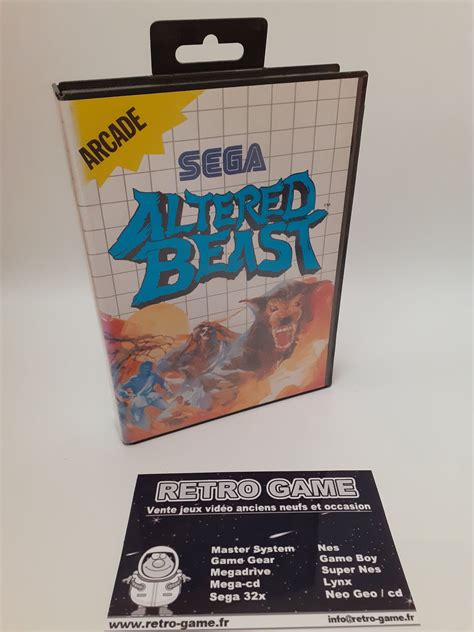 ARCADE
SEGA
ALTERED
BEAST
TM
RETRO GAME
Vente jeux vidéo anciens neufs et occasion
Master System
Nes
Game Gear
Game Boy
Megadrive
Super Nes
Mega-cd
Lynx
Sega 32x
Neo Geo / cd
www.retro-game.fr
info@retro-game.fr